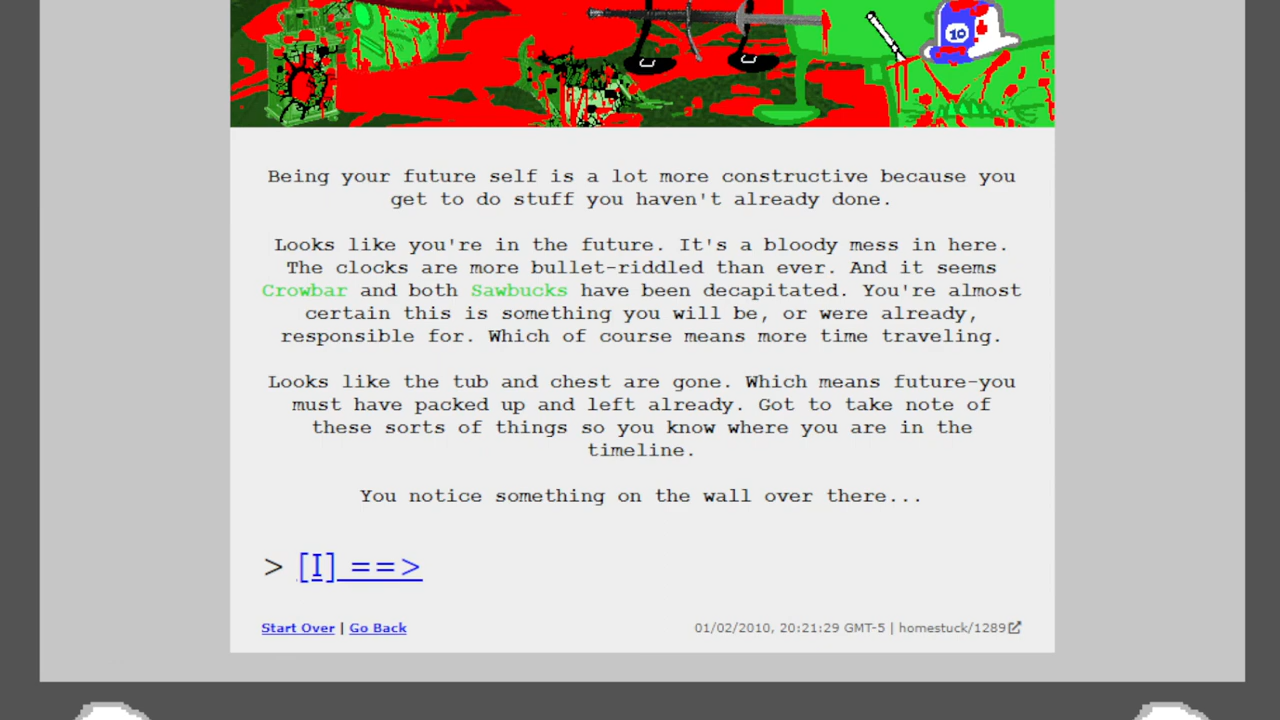 10
Being your future self is a lot more constructive because you
get to do stuff you haven't already done.
Looks like you're in the future. It's a bloody mess in here.
The clocks are more bullet-riddled than ever. And it seems
Crowbar and both Sawbucks have been decapitated. You're almost
certain this is something you will be, or were already,
responsible for. Which of course means more time traveling.
Looks like the tub and chest are gone. Which means future-you
must have packed up and left already. Got to take note of
these sorts of things so you know where you are in the
timeline.
You notice something on the wall over there...
> [I] ==>
Start Over | Go Back
01/02/2010, 20:21:29 GMT-5 | homestuck/1289